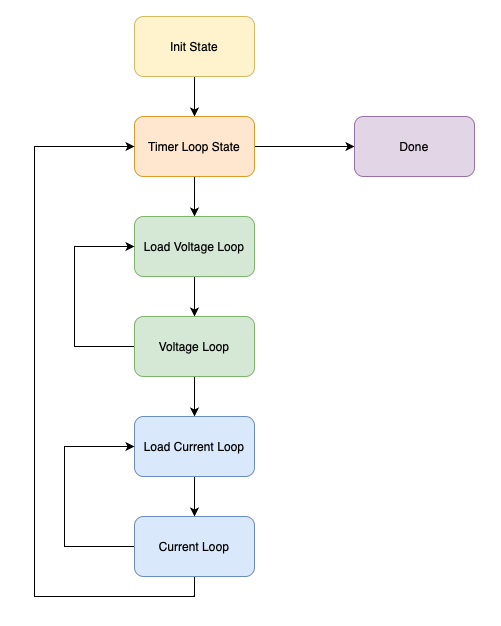 Init State
Timer Loop State
Done
Load Voltage Loop
Voltage Loop
Load Current Loop
Current Loop